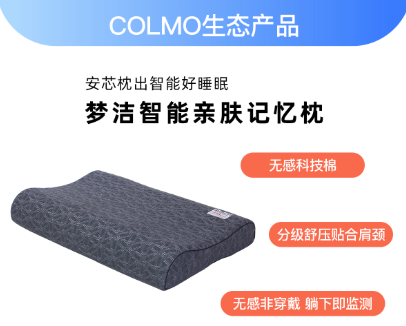 COLMO生态产品
安芯枕出智能好睡眠
梦洁智能亲肤记忆枕
无感科技棉
分级舒压贴合肩颈
无感非穿戴 躺下即监测